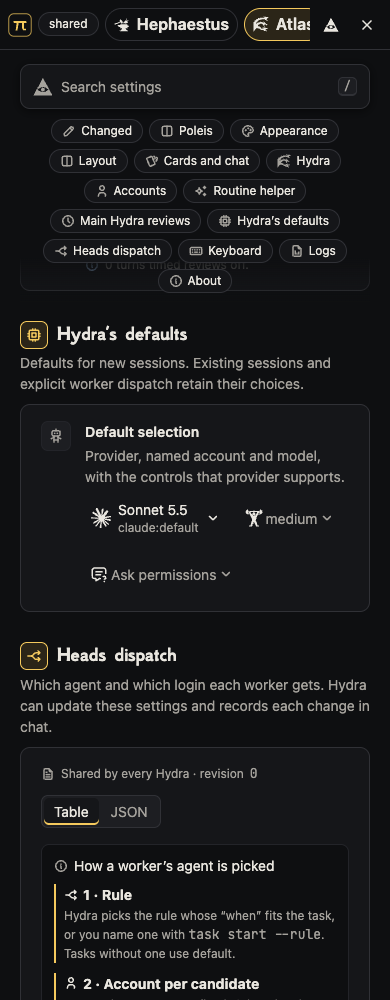 π shared Hephaestus Atlas
Search settings /
Changed Poleis Appearance
Layout Cards and chat Hydra
Accounts Routine helper
Main Hydra reviews Hydra's defaults
Heads dispatch Keyboard Logs
0 turns timed reviews on.
About
Hydra's defaults
Defaults for new sessions. Existing sessions and
explicit worker dispatch retain their choices.
Default selection
Provider, named account and model,
with the controls that provider supports.
Sonnet 5.5 medium
claude:default
Ask permissions
Heads dispatch
Which agent and which login each worker gets. Hydra
can update these settings and records each change in
chat.
Shared by every Hydra · revision 0
Table JSON
How a worker's agent is picked
1 · Rule
Hydra picks the rule whose “when” fits the task,
or you name one with task start --rule.
Tasks without one use default.
2 · Account per candidate